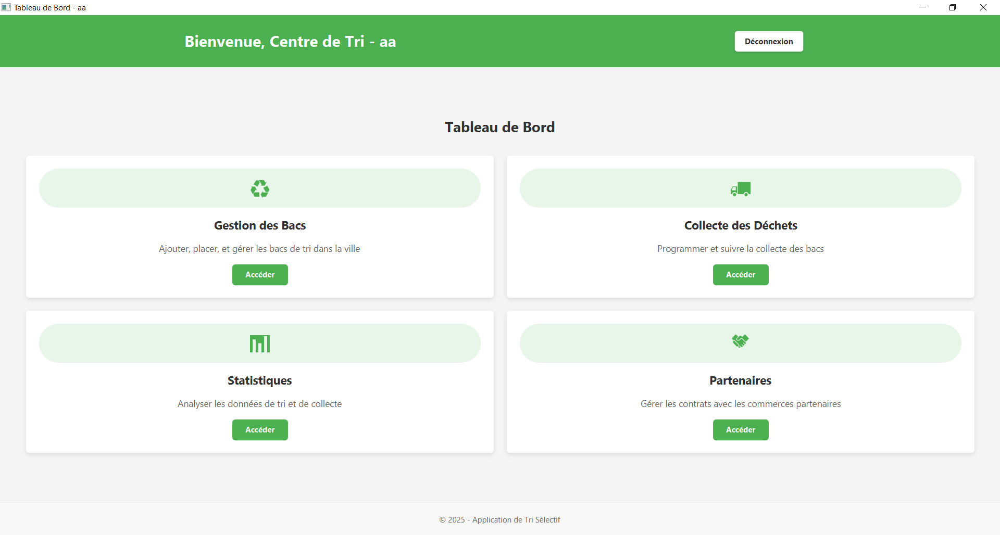 Tableau de Bord - aa
Bienvenue, Centre de Tri - aa
Déconnexion
Tableau de Bord
Gestion des Bacs
Ajouter, placer, et gérer les bacs de tri dans la ville
Accéder
Collecte des Déchets
Programmer et suivre la collecte des bacs
Accéder
Statistiques
Analyser les données de tri et de collecte
Accéder
Partenaires
Gérer les contrats avec les commerces partenaires
Accéder
© 2025 - Application de Tri Sélectif